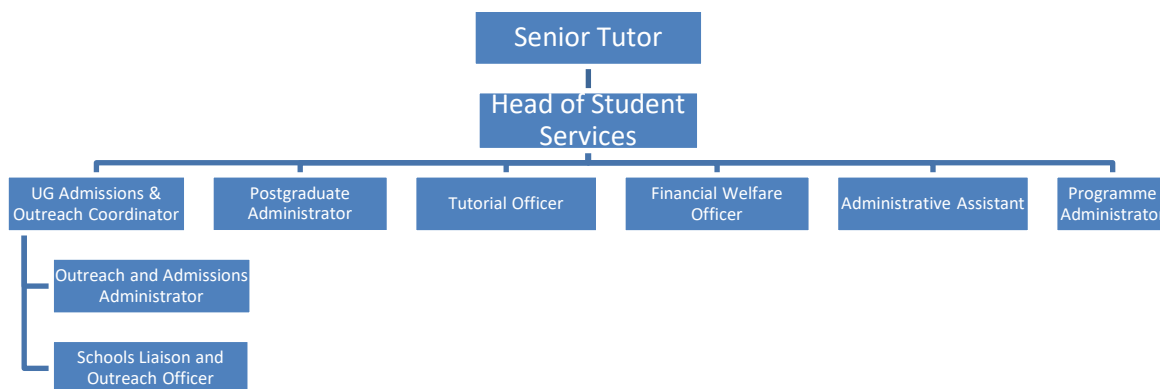 Senior Tutor
Head of Student
Services
UG Admissions &
Outreach Coordinator
Postgraduate
Administrator
Tutorial Officer
Financial Welfare
Officer
Administrative Assistant
Programme
Administrator
Outreach and Admissions
Administrator
Schools Liaison and
Outreach Officer